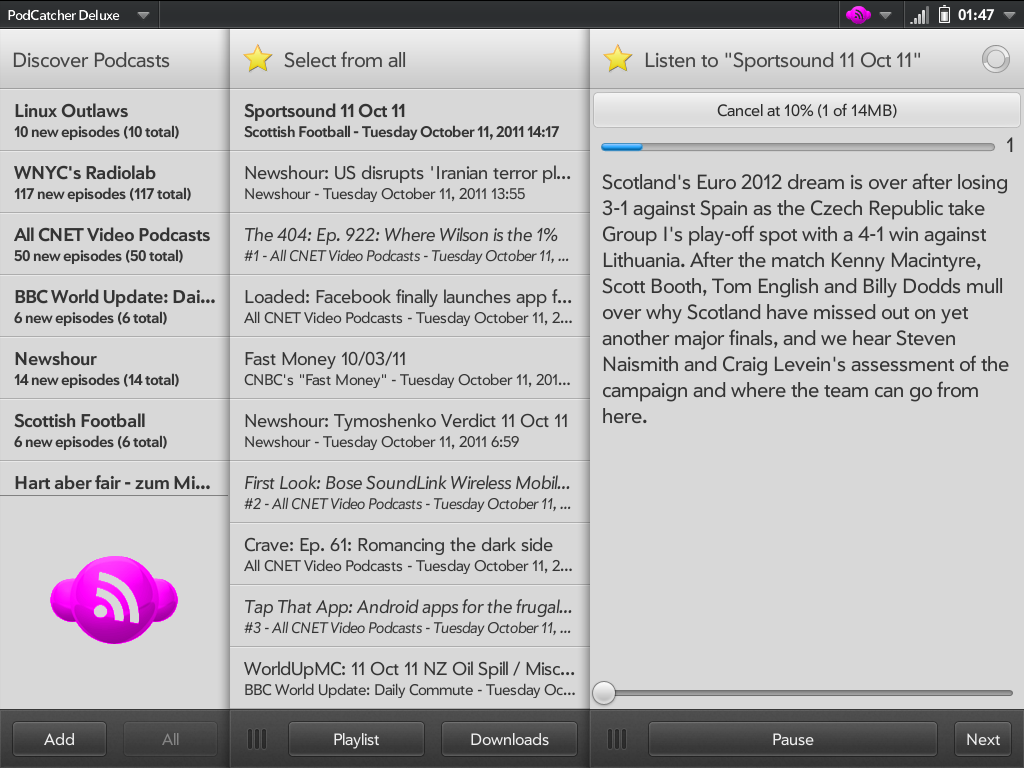 PodCatcher Deluxe
01:47
Discover Podcasts
Linux Outlaws
10 new episodes (10 total)
WNYC's Radiolab
117 new episodes (117 total)
All CNET Video Podcasts
50 new episodes (50 total)
BBC World Update: Dai...
6 new episodes (6 total)
Newshour
14 new episodes (14 total)
Scottish Football
6 new episodes (6 total)
Hart aber fair - zum Mi...
Add
All
Select from all
Sportsound 11 Oct 11
Scottish Football - Tuesday October 11, 2011 14:17
Newshour: US disrupts 'Iranian terror pl...
Newshour - Tuesday October 11, 2011 13:55
The 404: Ep. 922: Where Wilson is the 1%
#1 - All CNET Video Podcasts - Tuesday October 11, ...
Loaded: Facebook finally launches app f...
All CNET Video Podcasts - Tuesday October 11, 2...
Fast Money 10/03/11
CNBC's "Fast Money" - Tuesday October 11, 201...
Newshour: Tymoshenko Verdict 11 Oct 11
Newshour - Tuesday October 11, 2011 6:59
First Look: Bose SoundLink Wireless Mobil...
#2 - All CNET Video Podcasts - Tuesday October 11, ...
Crave: Ep. 61: Romancing the dark side
All CNET Video Podcasts - Tuesday October 11, 2...
Tap That App: Android apps for the frugal...
#3 - All CNET Video Podcasts - Tuesday October 11, ...
WorldUpMC: 11 Oct 11 NZ Oil Spill / Misc...
BBC World Update: Daily Commute - Tuesday Oc...
Playlist
Downloads
Listen to "Sportsound 11 Oct 11"
Cancel at 10% (1 of 14MB)
1
Scotland's Euro 2012 dream is over after losing
3-1 against Spain as the Czech Republic take
Group I's play-off spot with a 4-1 win against
Lithuania. After the match Kenny Macintyre,
Scott Booth, Tom English and Billy Dodds mull
over why Scotland have missed out on yet
another major finals, and we hear Steven
Naismith and Craig Levein's assessment of the
campaign and where the team can go from
here.
Pause
Next